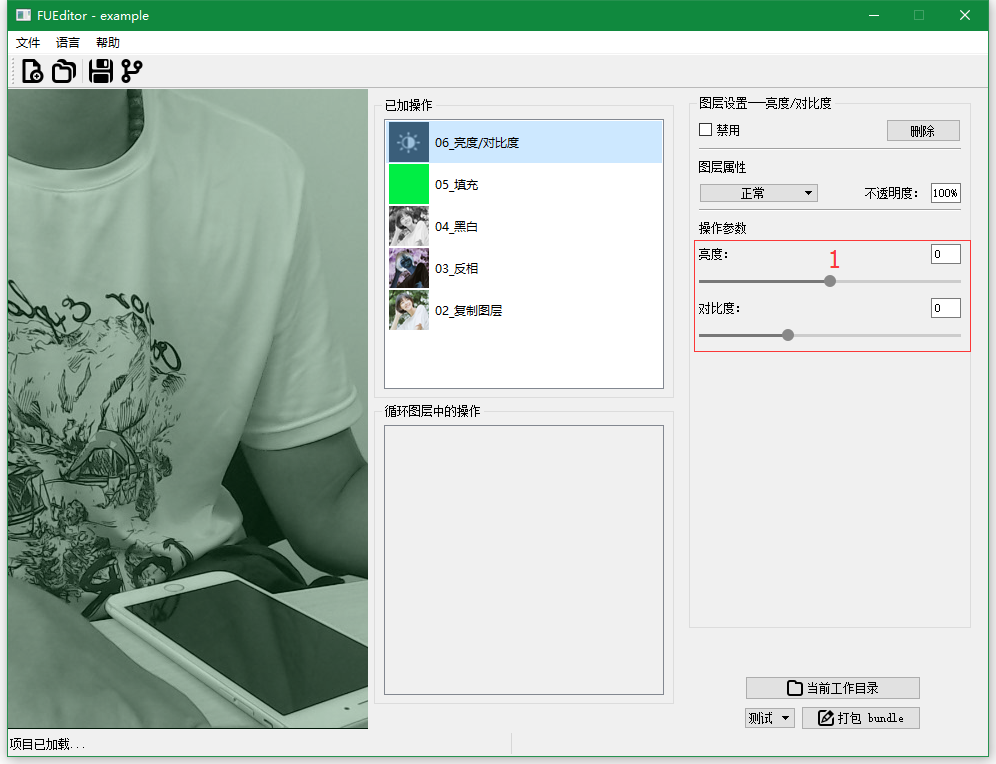 FUEditor - example
文件 语言 帮助
已加操作
06_亮度/对比度
05_填充
04_黑白
03_反相
02_复制图层
循环图层中的操作
图层设置——亮度/对比度
禁用 删除
图层属性
正常 不透明度： 100%
操作参数
亮度： 1 0
对比度： 0
当前工作目录
测试 打包 bundle
项目已加载...